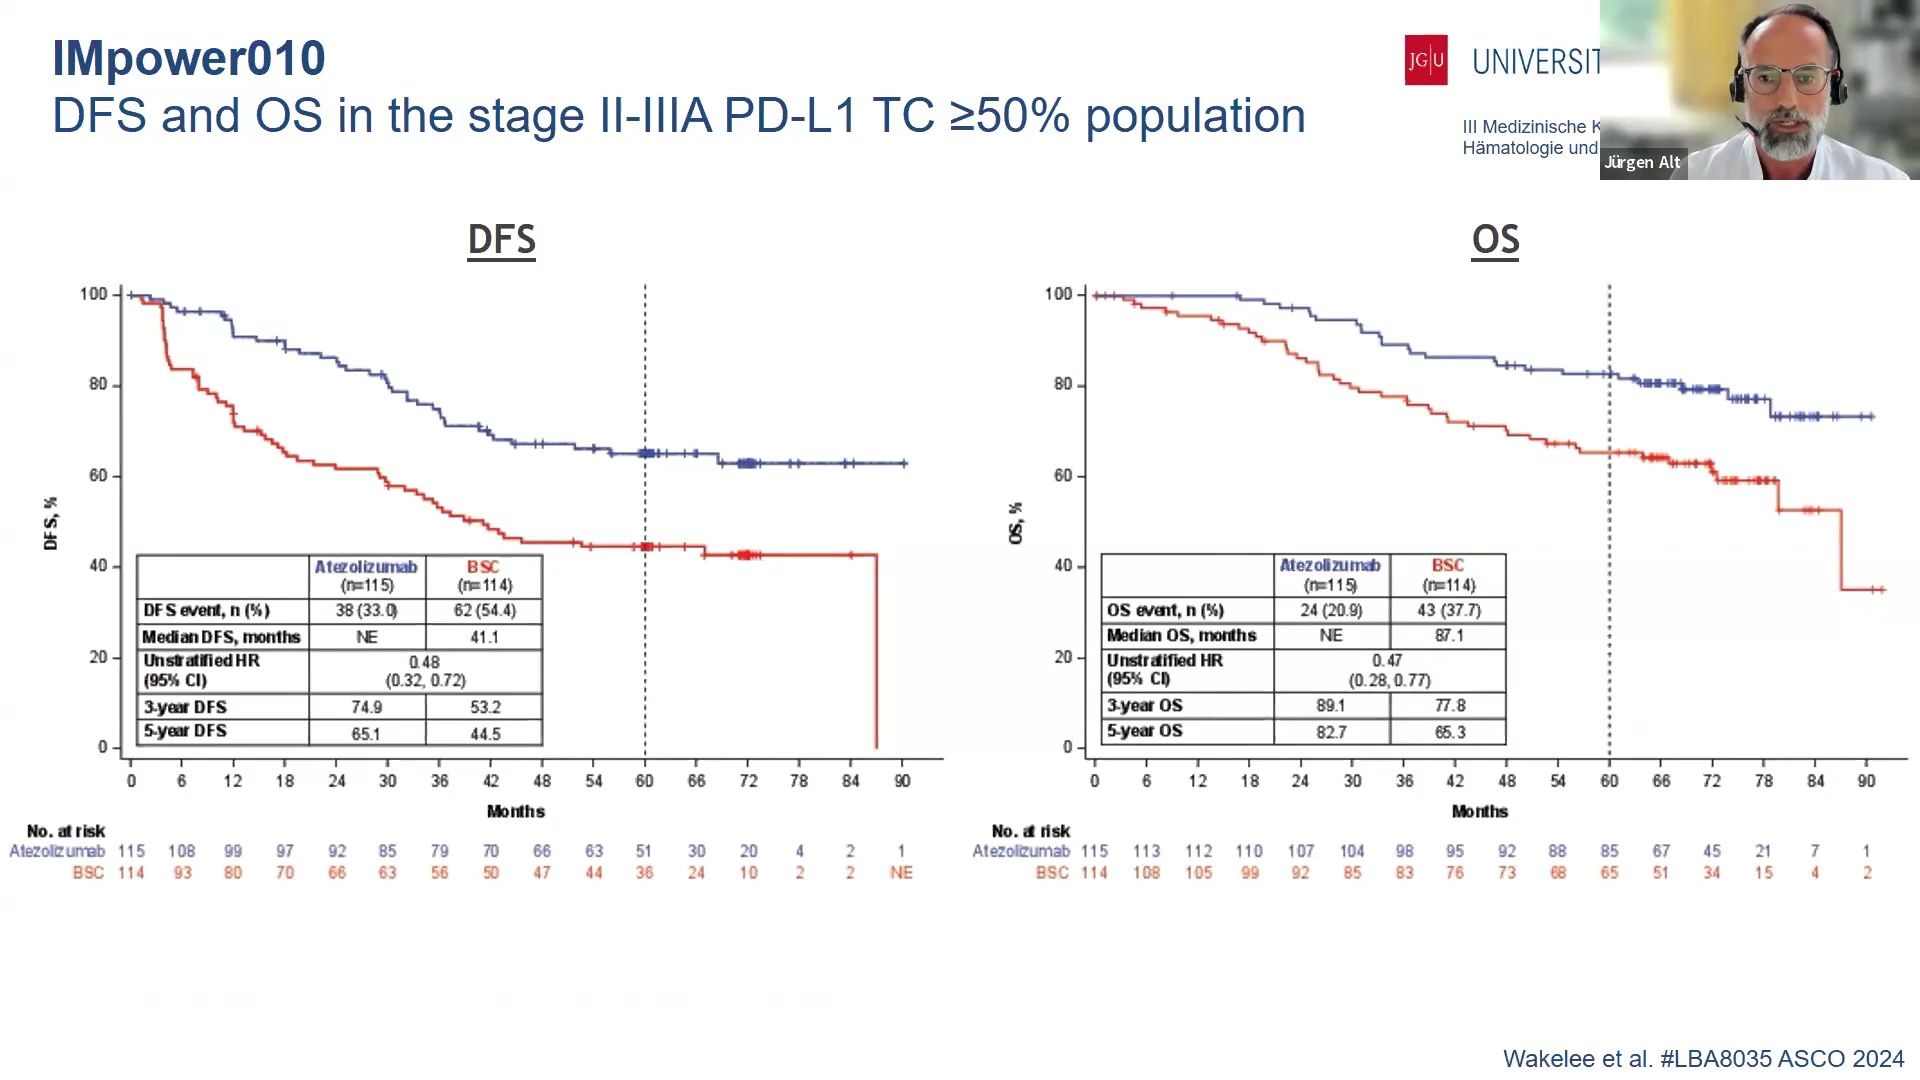 IMpower010
DFS and OS in the stage II-IIIA PD-L1 TC ≥50% population
JG|U UNIVERSIT
III Medizinische K
Hämatologie und
Jürgen Alt
DFS
100
80
60
40
20
0
DFS, %
Atezolizumab BSC
(n=115) (n=114)
DFS event, n (%) 38 (33.0) 62 (54.4)
Median DFS, months NE 41.1
Unstratified HR 0.48
(95% CI) (0.32, 0.72)
3-year DFS 74.9 53.2
5-year DFS 65.1 44.5
0 6 12 18 24 30 36 42 48 54 60 66 72 78 84 90
Months
No. at risk
Atezolizumab 115 108 99 97 92 85 79 70 66 63 51 30 20 4 2 1
BSC 114 93 80 70 66 63 56 50 47 44 36 24 10 2 2 NE
OS
100
80
60
40
20
0
OS, %
Atezolizumab BSC
(n=115) (n=114)
OS event, n (%) 24 (20.9) 43 (37.7)
Median OS, months NE 87.1
Unstratified HR 0.47
(95% CI) (0.28, 0.77)
3-year OS 89.1 77.8
5-year OS 82.7 65.3
0 6 12 18 24 30 36 42 48 54 60 66 72 78 84 90
Months
No. at risk
Atezolizumab 115 113 112 110 107 104 98 95 92 88 85 67 45 21 7 1
BSC 114 108 105 99 92 85 83 76 73 68 65 51 34 15 4 2
Wakelee et al. #LBA8035 ASCO 2024